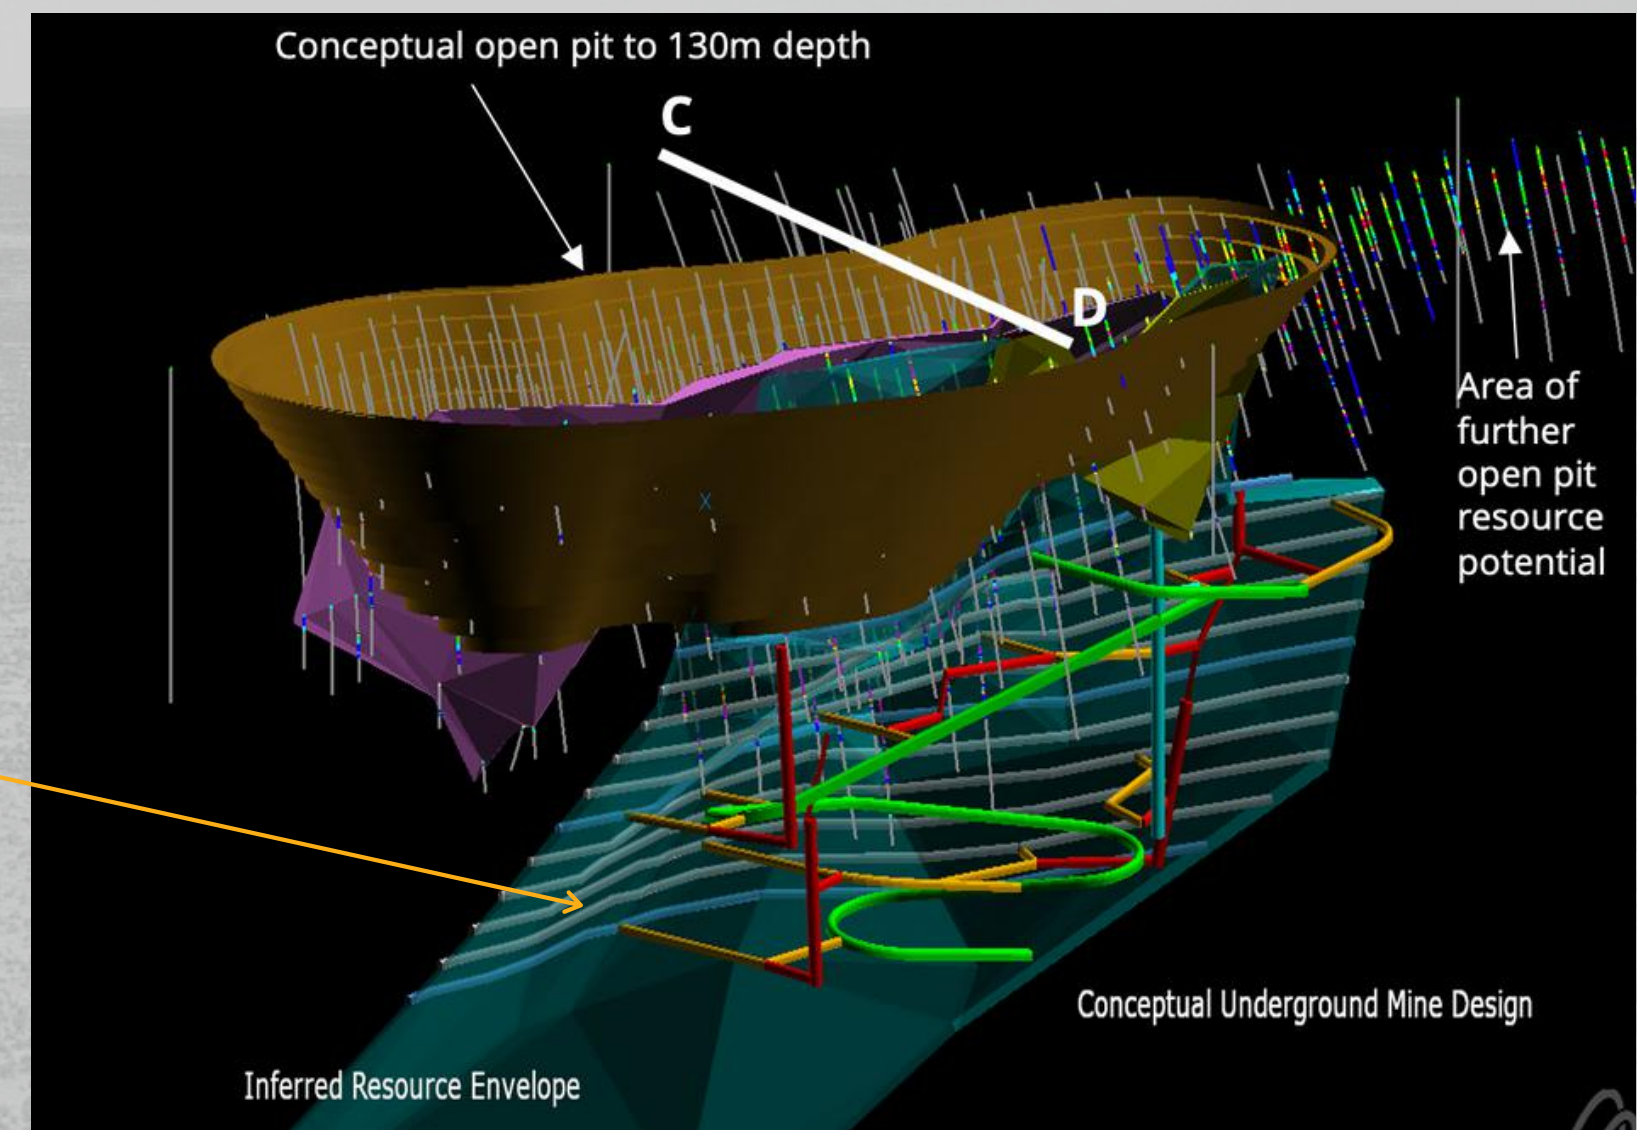 Conceptual open pit to 130m depth
C
D
Area of
further
open pit
resource
potential
Conceptual Underground Mine Design
Inferred Resource Envelope